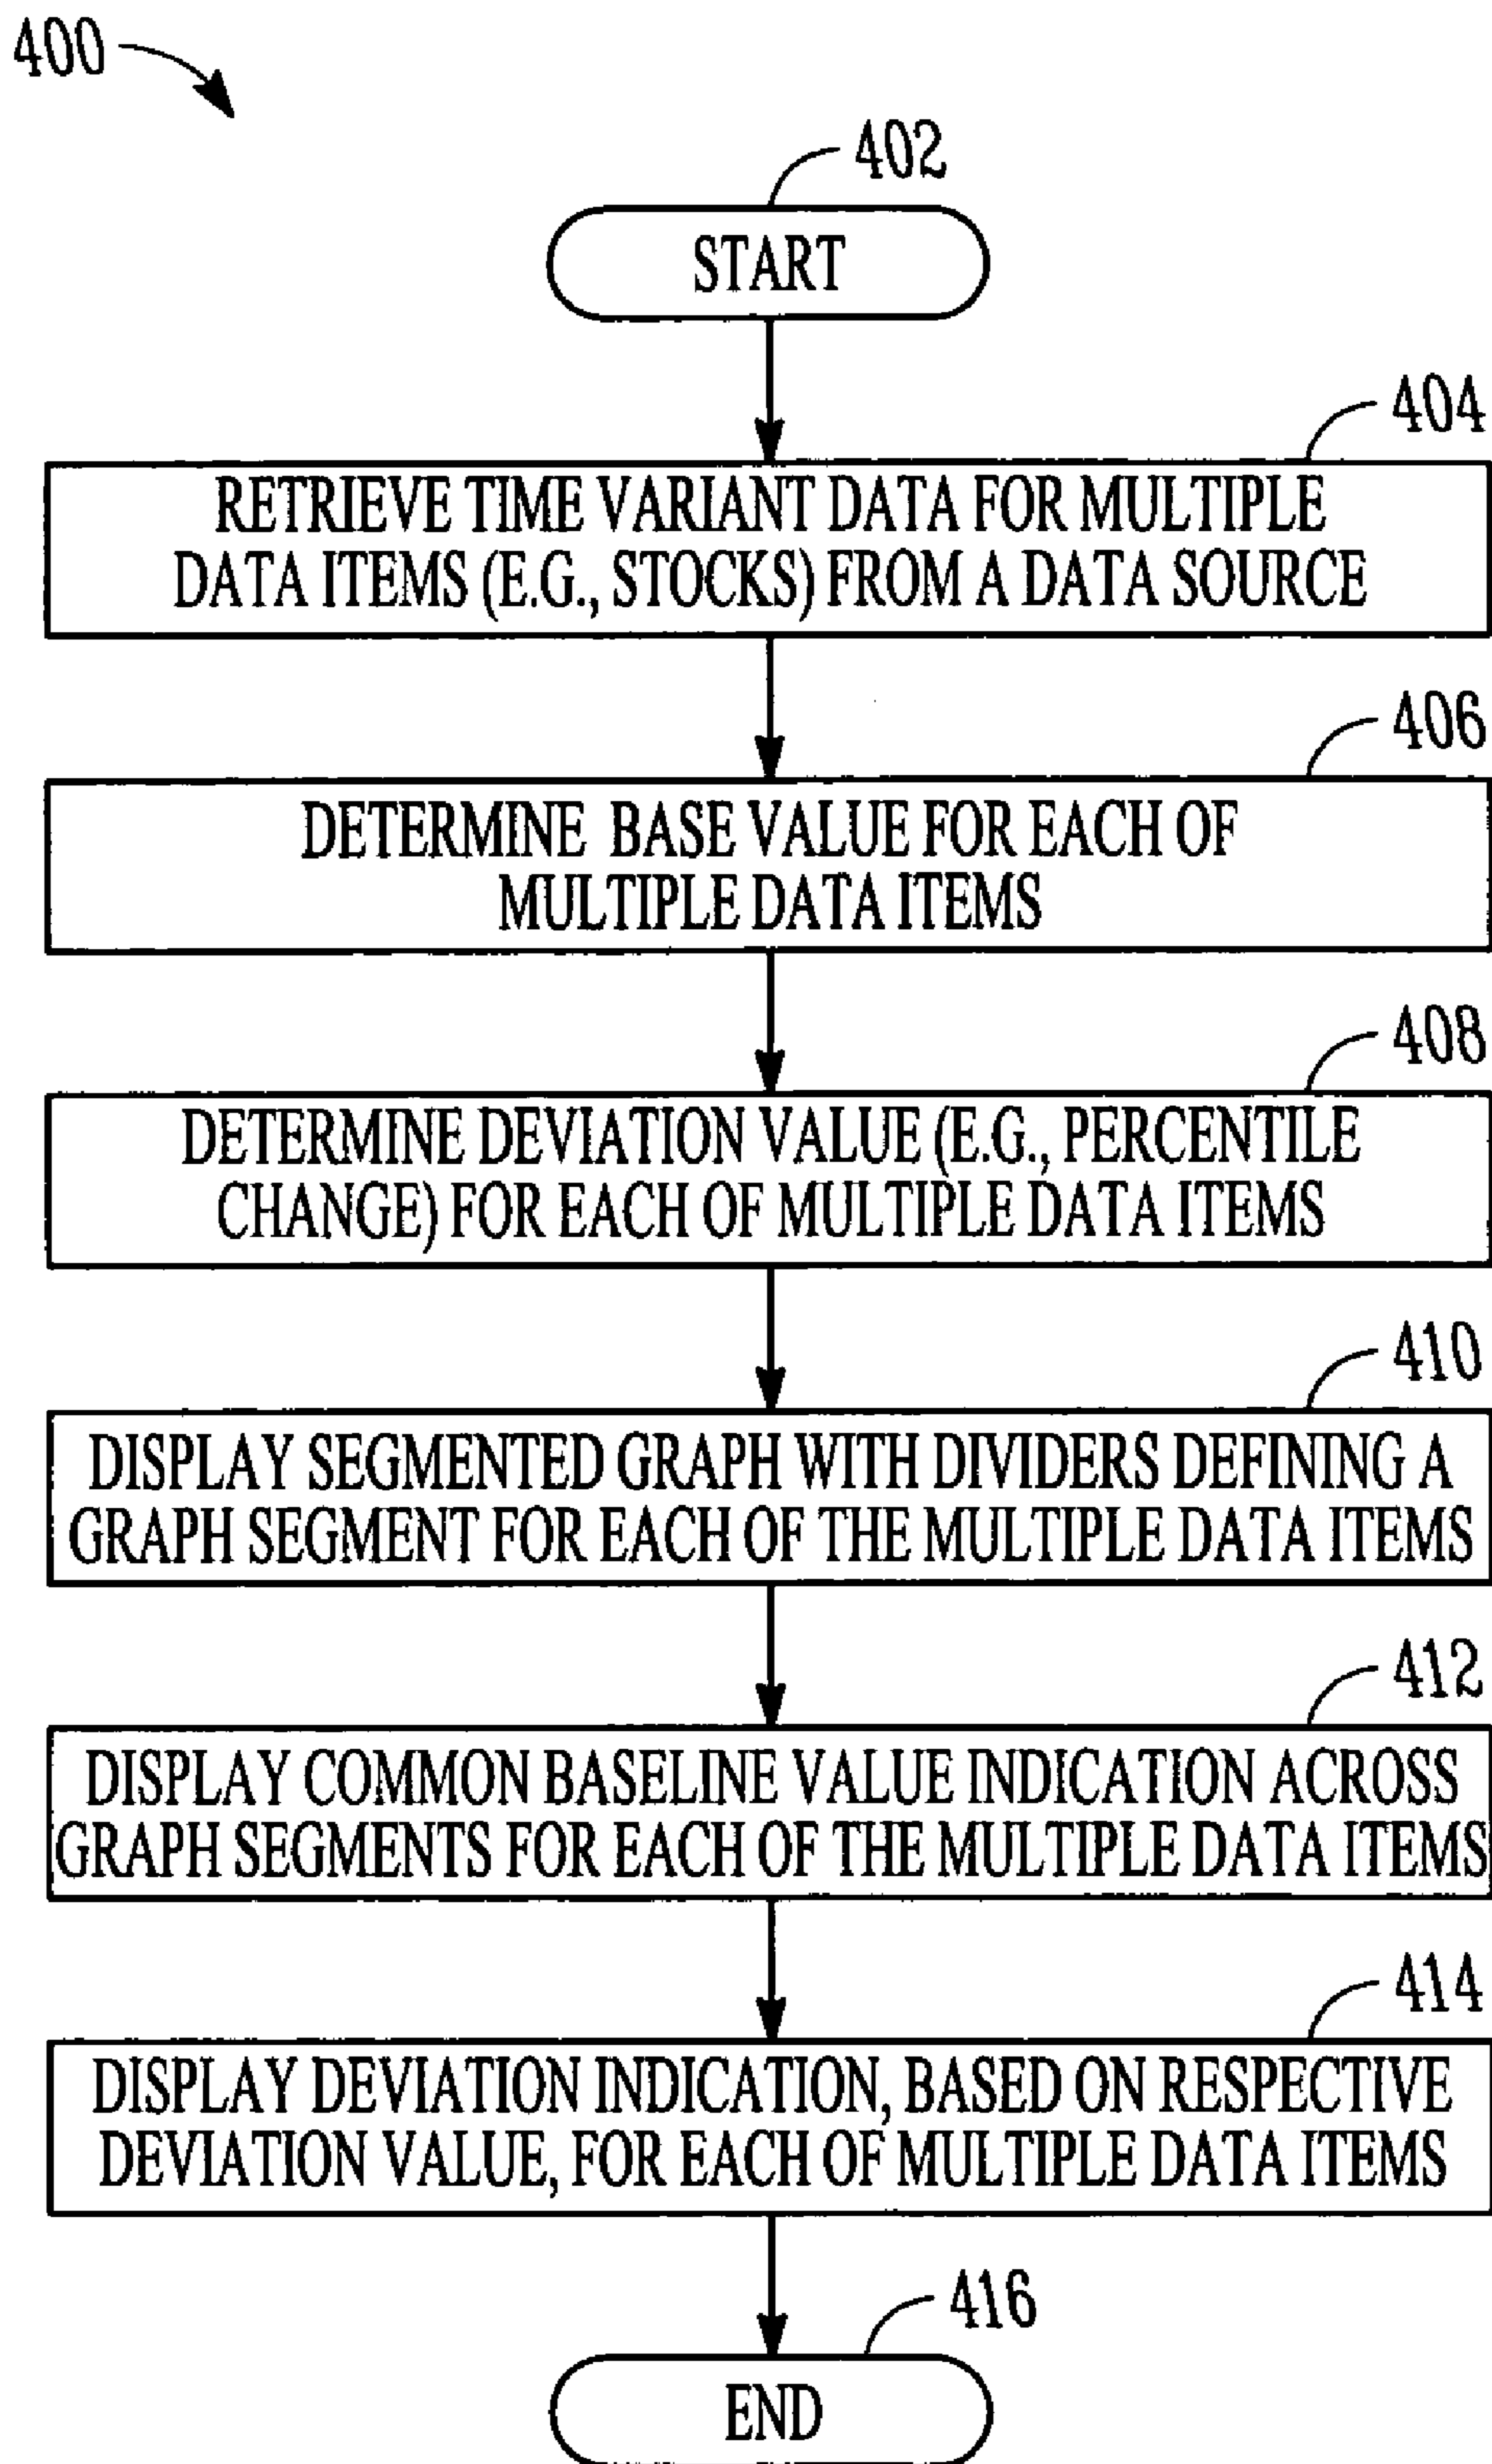 400
402
START
404
RETRIEVE TIME VARIANT DATA FOR MULTIPLE
DATA ITEMS (E.G., STOCKS) FROM A DATA SOURCE
406
DETERMINE BASE VALUE FOR EACH OF
MULTIPLE DATA ITEMS
408
DETERMINE DEVIATION VALUE (E.G., PERCENTILE
CHANGE) FOR EACH OF MULTIPLE DATA ITEMS
410
DISPLAY SEGMENTED GRAPH WITH DIVIDERS DEFINING A
GRAPH SEGMENT FOR EACH OF THE MULTIPLE DATA ITEMS
412
DISPLAY COMMON BASELINE VALUE INDICATION ACROSS
GRAPH SEGMENTS FOR EACH OF THE MULTIPLE DATA ITEMS
414
DISPLAY DEVIATION INDICATION, BASED ON RESPECTIVE
DEVIATION VALUE, FOR EACH OF MULTIPLE DATA ITEMS
416
END